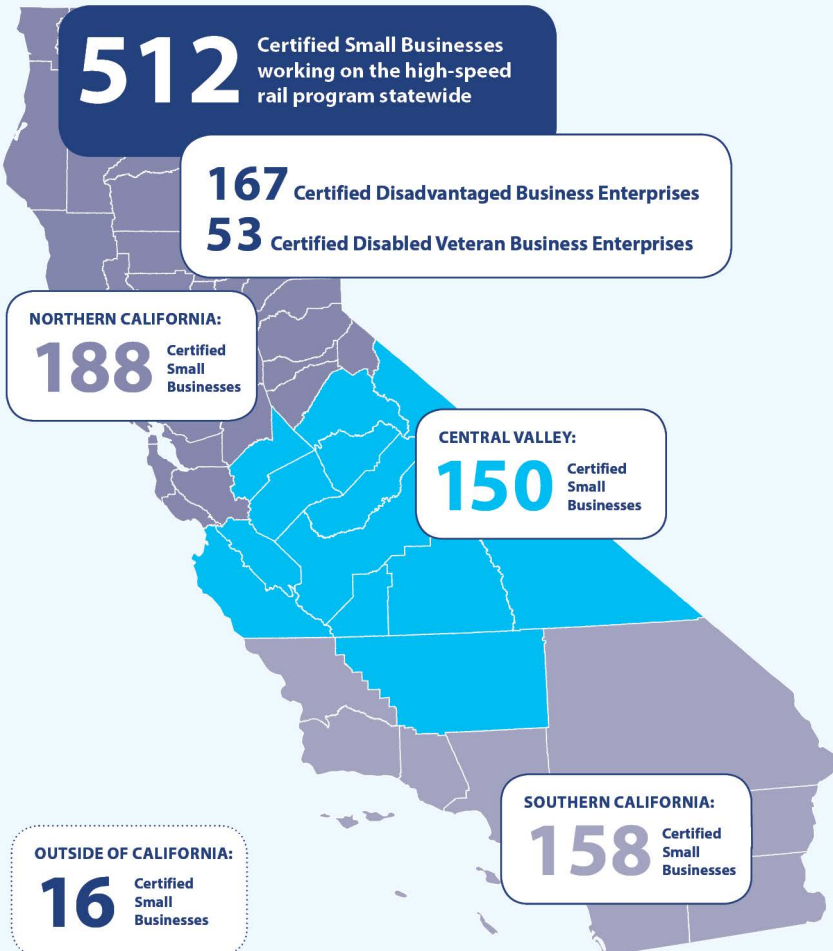 512
Certified Small Businesses
working on the high-speed
rail program statewide
167 Certified Disadvantaged Business Enterprises
53 Certified Disabled Veteran Business Enterprises
NORTHERN CALIFORNIA:
188
Certified
Small
Businesses
CENTRAL VALLEY:
150
Certified
Small
Businesses
SOUTHERN CALIFORNIA:
158
Certified
Small
Businesses
OUTSIDE OF CALIFORNIA:
16
Certified
Small
Businesses